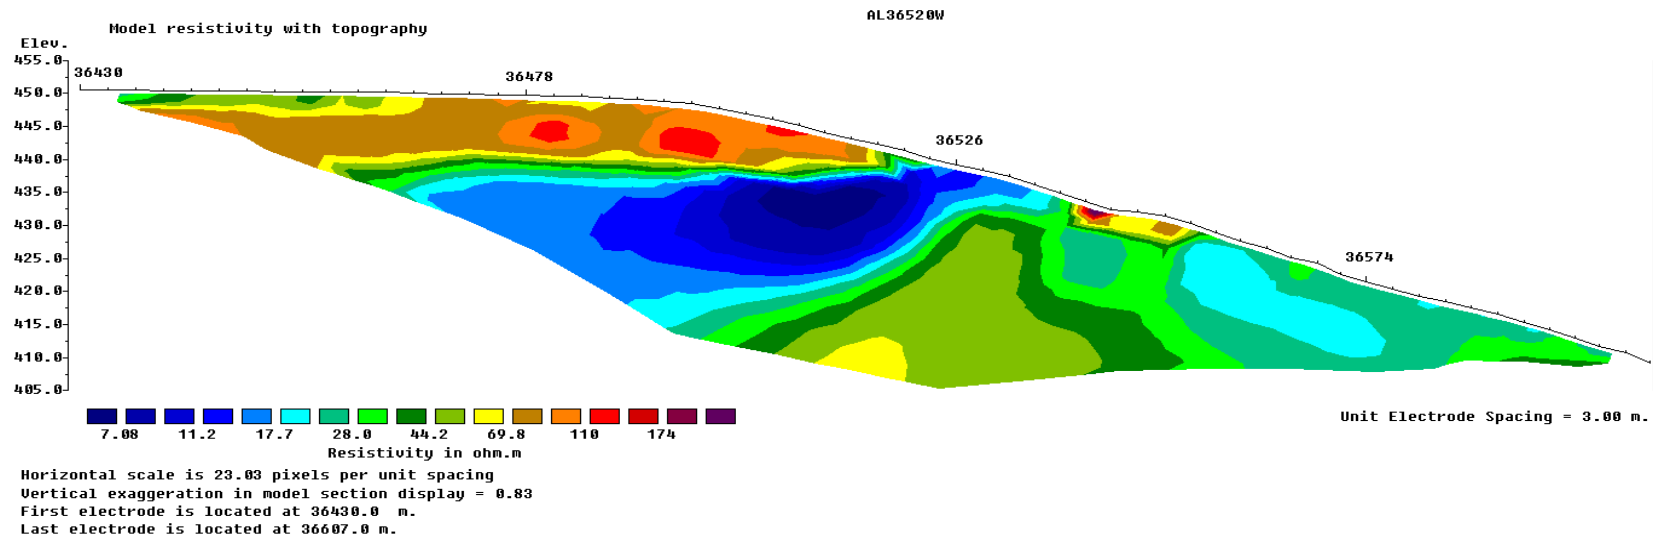 AL36520W
Model resistivity with topography
Elev.
455.0
36430
36478
450.0
445.0
36526
440.0
435.0
430.0
425.0
36574
420.0
415.0
410.0
405.0
Unit Electrode Spacing = 3.00 m.
7.08 11.2 17.7 28.0 44.2 69.8 110 174
Resistivity in ohm.m
Horizontal scale is 23.03 pixels per unit spacing
Vertical exaggeration in model section display = 0.83
First electrode is located at 36430.0 m.
Last electrode is located at 36607.0 m.